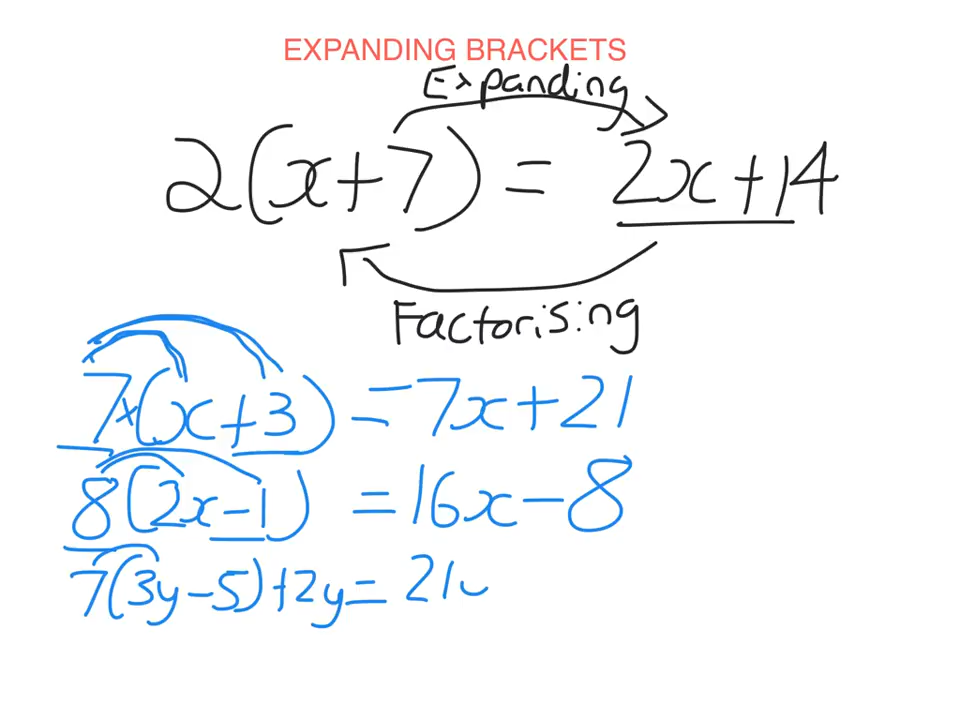 EXPANDING BRACKETS
Expanding
2(x+7) = 2x+14
Factorising
7×(x+3) = 7x+21
8(2x-1) = 16x-8
7(3y-5)+2y= 21